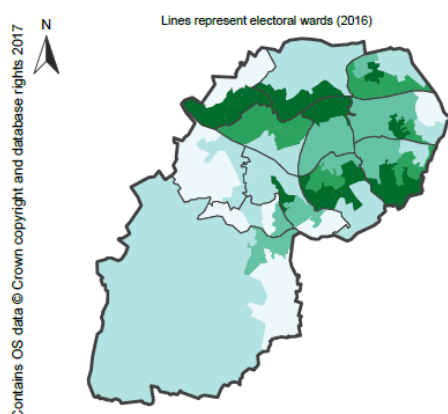 Lines represent electoral wards (2016)
N
Contains OS data © Crown copyright and database rights 2017